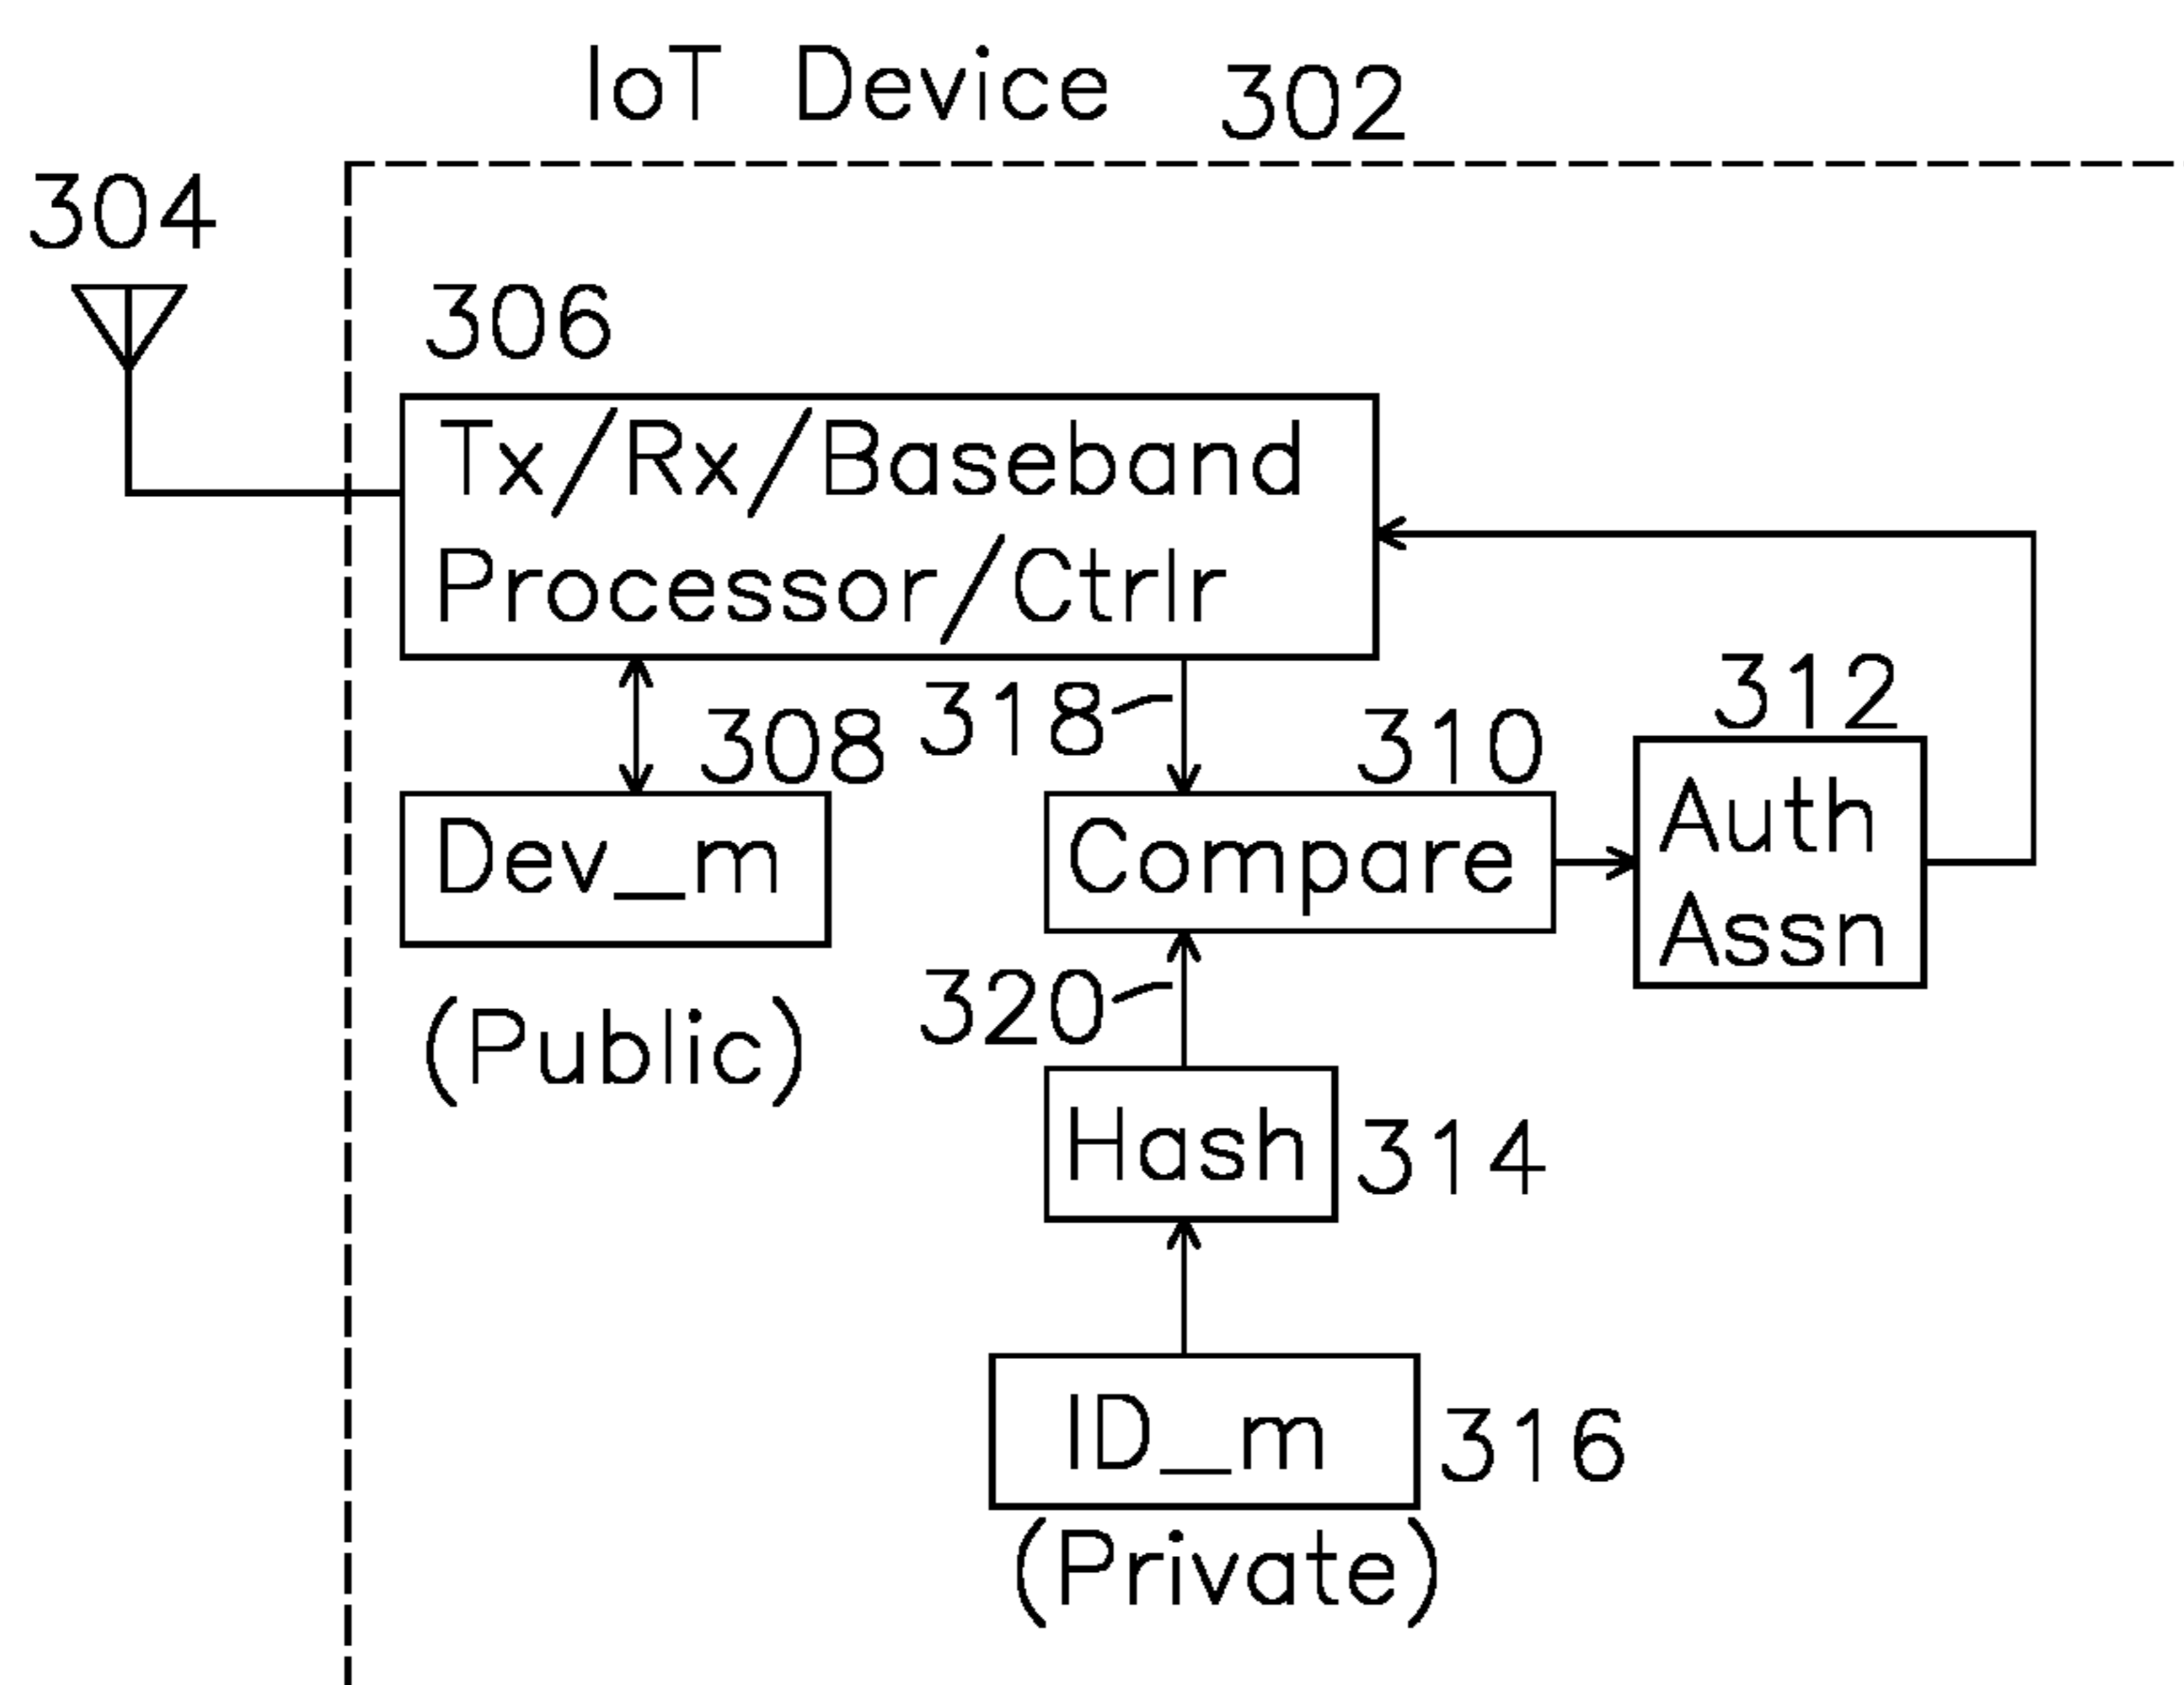 IoT Device 302
304
306
Tx/Rx/Baseband
Processor/Ctrlr
308
318
310
312
Dev_m
Compare
Auth
Assn
(Public)
320
Hash
314
ID_m
316
(Private)